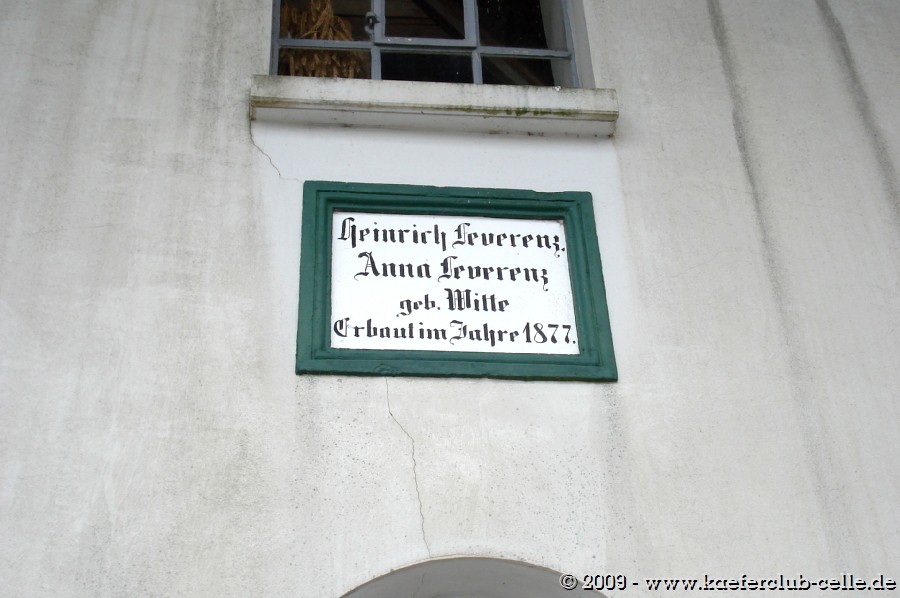 Heinrich Leverenz.
Anna Leverenz
geb. Witte
Erbaut im Jahre 1877.
© 2009 - www.kaeferclub-celle.de